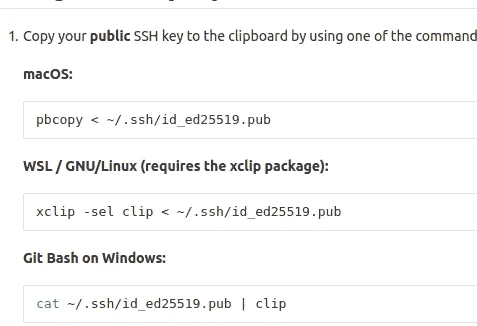 1. Copy your public SSH key to the clipboard by using one of the command
macOS:
pbcopy < ~/.ssh/id_ed25519.pub
WSL / GNU/Linux (requires the xclip package):
xclip -sel clip < ~/.ssh/id_ed25519.pub
Git Bash on Windows:
cat ~/.ssh/id_ed25519.pub | clip